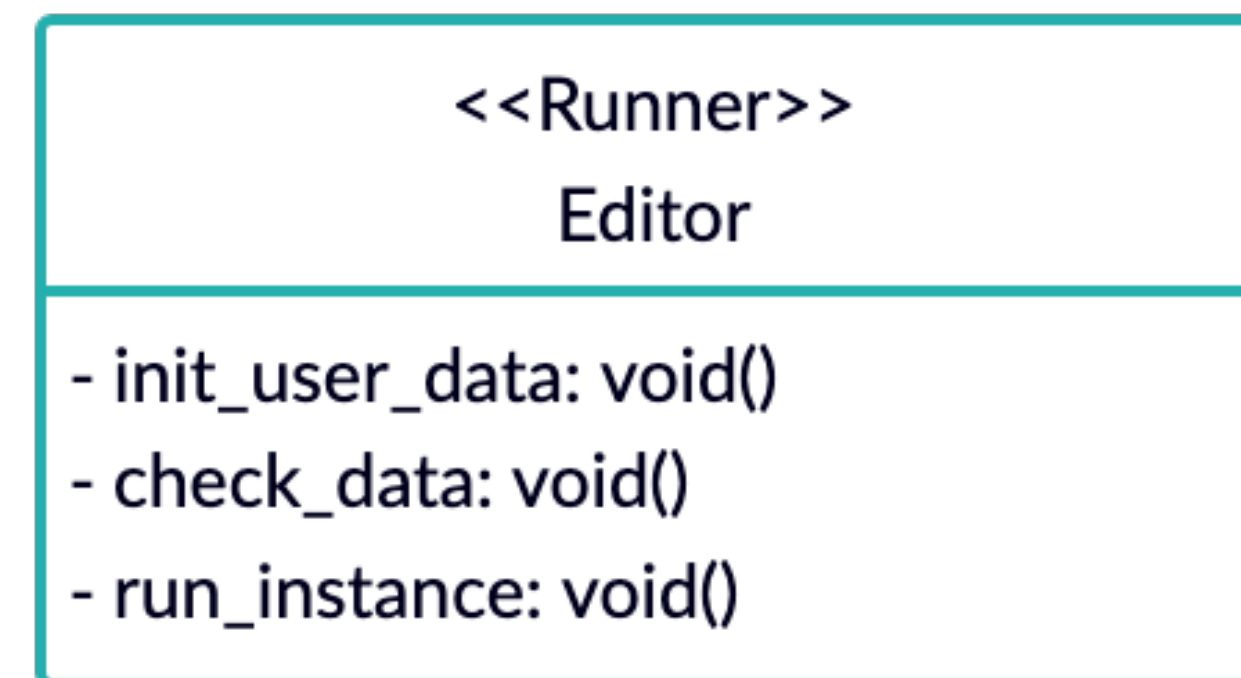 <<Runner>>
Editor
- init_user_data: void()
- check_data: void()
- run_instance: void()